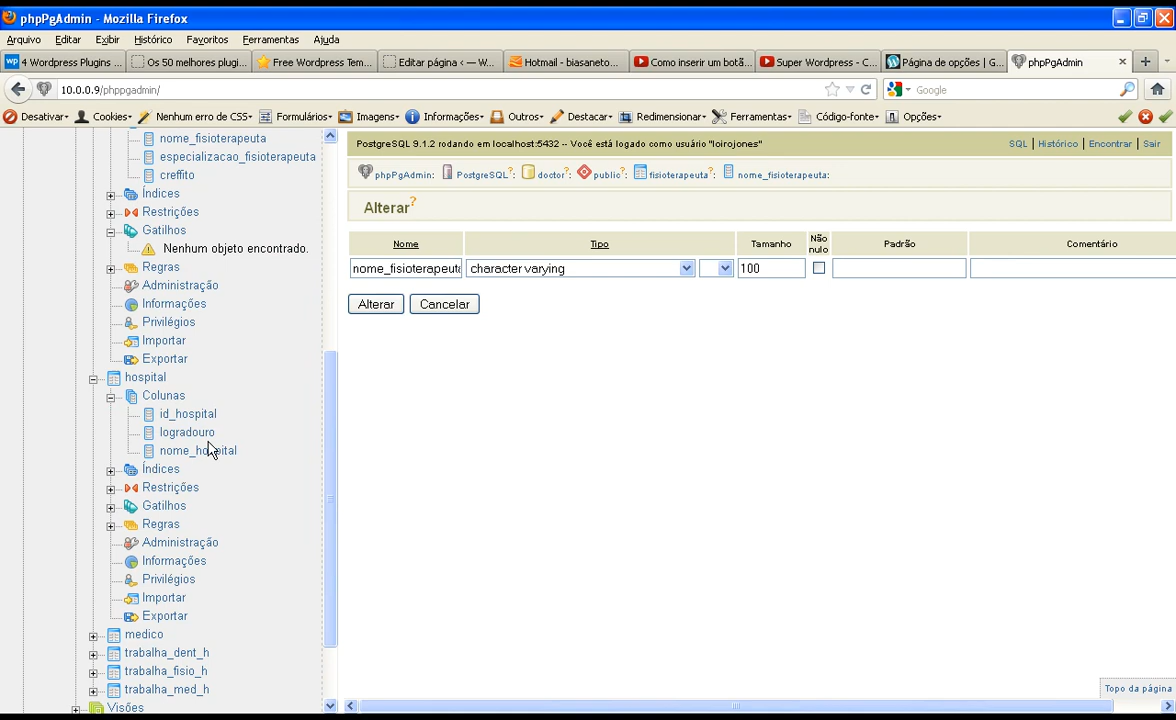 phpPgAdmin - Mozilla Firefox
Arquivo Editar Exibir Histórico Favoritos Ferramentas Ajuda
4 Wordpress Plugins ... Os 50 melhores plugi... Free Wordpress Tem... Editar página ‹ — W... Hotmail - biasaneto... Como inserir um botã... Super Wordpress - C... Página de opções | G... phpPgAdmin
10.0.0.9/phppgadmin/ Google
Desativar Cookies Nenhum erro de CSS Formulários Imagens Informações Outros Destacar Redimensionar Ferramentas Código-fonte Opções
nome_fisioterapeuta
especializacao_fisioterapeuta
creffito
Índices
Restrições
Gatilhos
Nenhum objeto encontrado.
Regras
Administração
Informações
Privilégios
Importar
Exportar
hospital
Colunas
id_hospital
logradouro
nome_hospital
Índices
Restrições
Gatilhos
Regras
Administração
Informações
Privilégios
Importar
Exportar
medico
trabalha_dent_h
trabalha_fisio_h
trabalha_med_h
Visões
PostgreSQL 9.1.2 rodando em localhost:5432 -- Você está logado como usuário "loirojones" SQL | Histórico | Encontrar | Sair
phpPgAdmin: PostgreSQL?: doctor?: public?: fisioterapeuta?: nome_fisioterapeuta:
Alterar?
Nome Tipo Tamanho Não nulo Padrão Comentário
nome_fisioterapeuta character varying 100
Alterar Cancelar
Topo da página